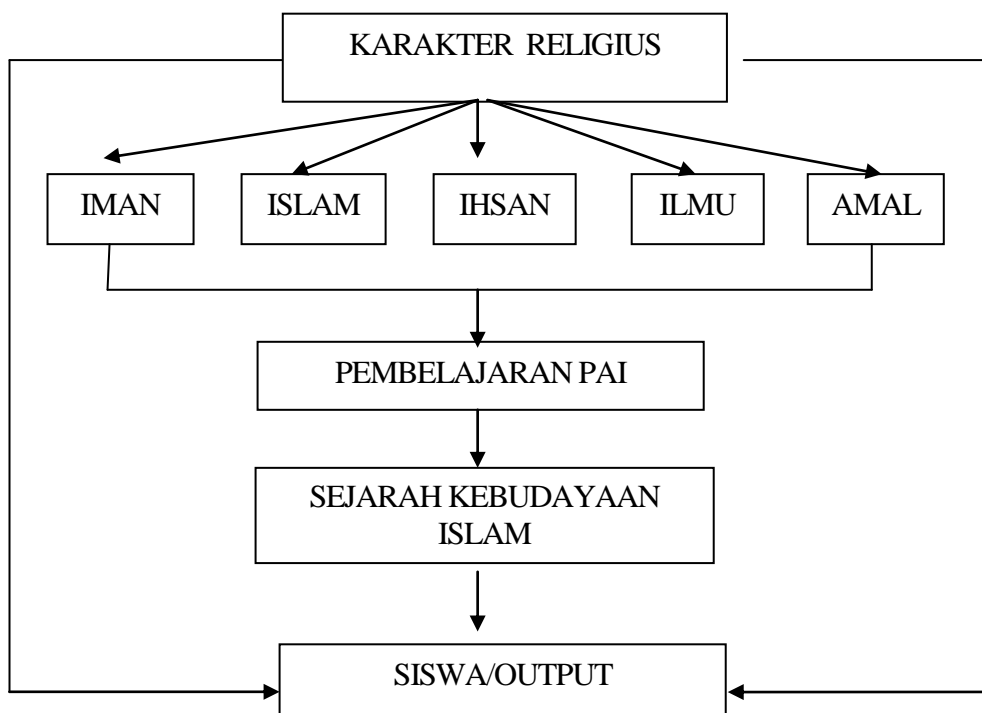 KARAKTER RELIGIUS
IMAN
ISLAM
IHSAN
ILMU
AMAL
PEMBELAJARAN PAI
SEJARAH KEBUDAYAAN
ISLAM
SISWA/OUTPUT